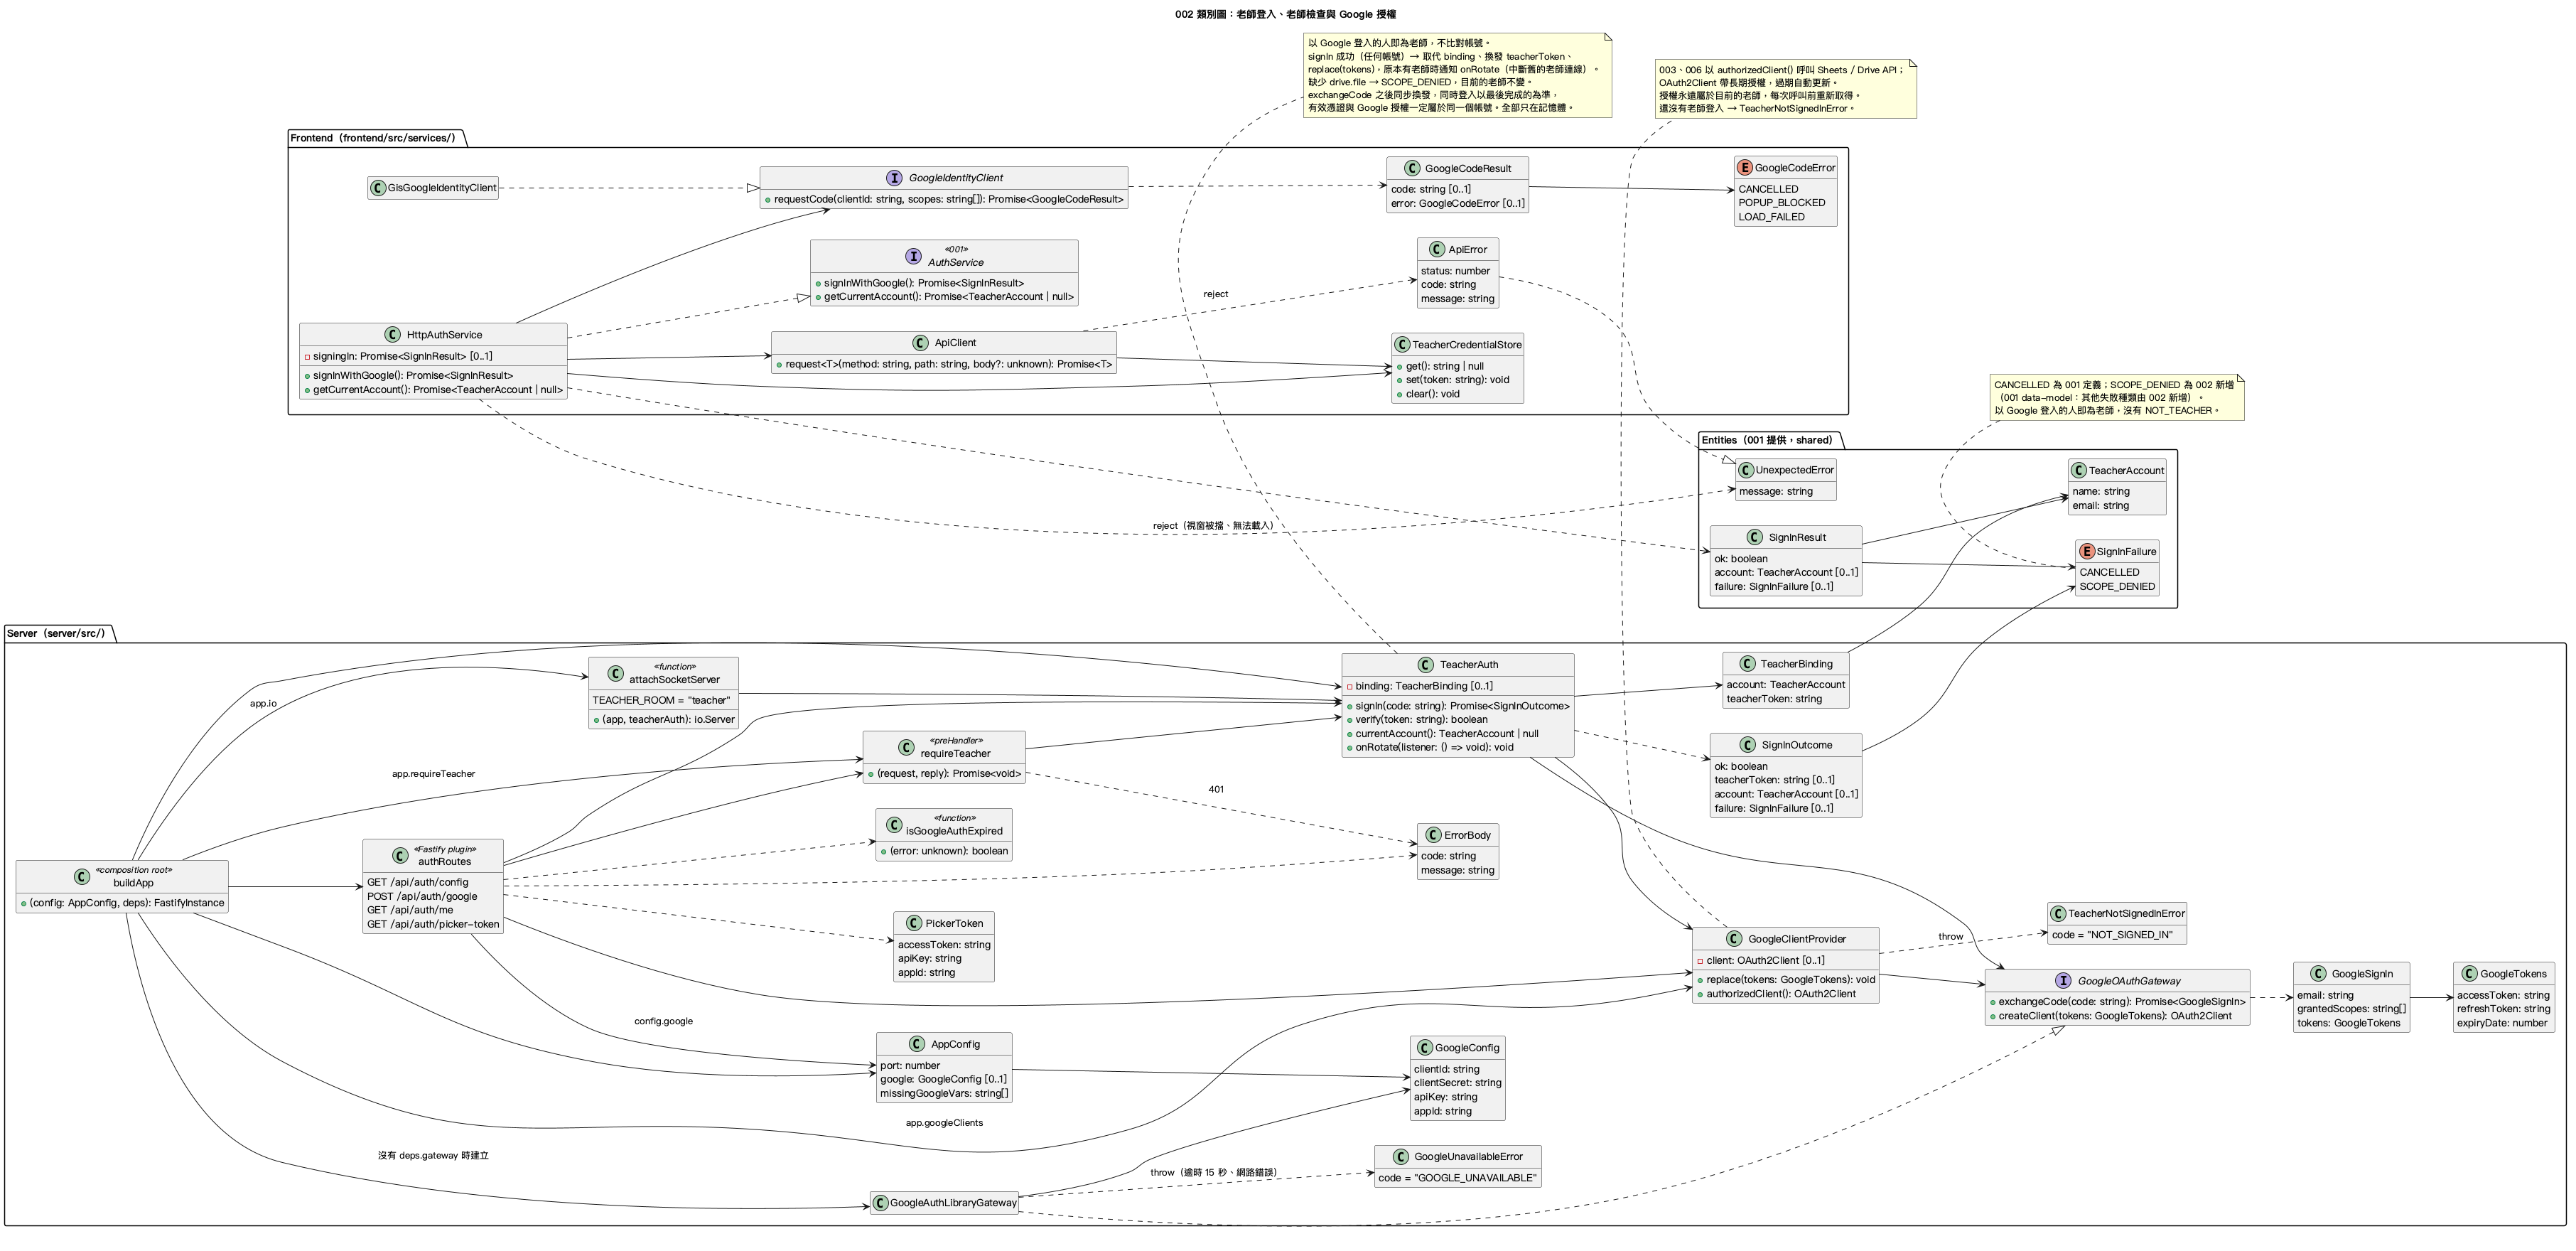 002 類別圖：老師登入、老師檢查與 Google 授權
以 Google 登入的人即為老師，不比對帳號。
signIn 成功（任何帳號）→ 取代 binding、換發 teacherToken、
replace(tokens)，原本有老師時通知 onRotate（中斷舊的老師連線）。
缺少 drive.file → SCOPE_DENIED，目前的老師不變。
exchangeCode 之後同步換發，同時登入以最後完成的為準，
有效憑證與 Google 授權一定屬於同一個帳號。全部只在記憶體。
003、006 以 authorizedClient() 呼叫 Sheets / Drive API；
OAuth2Client 帶長期授權，過期自動更新。
授權永遠屬於目前的老師，每次呼叫前重新取得。
還沒有老師登入 → TeacherNotSignedInError。
Frontend（frontend/src/services/）
C GisGoogleIdentityClient
I GoogleIdentityClient
requestCode(clientId: string, scopes: string[]): Promise<GoogleCodeResult>
C GoogleCodeResult
code: string [0..1]
error: GoogleCodeError [0..1]
E GoogleCodeError
CANCELLED
POPUP_BLOCKED
LOAD_FAILED
«001»
I AuthService
signInWithGoogle(): Promise<SignInResult>
getCurrentAccount(): Promise<TeacherAccount | null>
C ApiError
status: number
code: string
message: string
reject
C HttpAuthService
signingIn: Promise<SignInResult> [0..1]
signInWithGoogle(): Promise<SignInResult>
getCurrentAccount(): Promise<TeacherAccount | null>
C ApiClient
request<T>(method: string, path: string, body?: unknown): Promise<T>
C TeacherCredentialStore
get(): string | null
set(token: string): void
clear(): void
CANCELLED 為 001 定義；SCOPE_DENIED 為 002 新增
（001 data-model：其他失敗種類由 002 新增）。
以 Google 登入的人即為老師，沒有 NOT_TEACHER。
Entities（001 提供，shared）
C UnexpectedError
message: string
C TeacherAccount
name: string
email: string
reject（視窗被擋、無法載入）
C SignInResult
ok: boolean
account: TeacherAccount [0..1]
failure: SignInFailure [0..1]
E SignInFailure
CANCELLED
SCOPE_DENIED
Server（server/src/）
«function»
C attachSocketServer
TEACHER_ROOM = "teacher"
(app, teacherAuth): io.Server
app.io
C TeacherAuth
binding: TeacherBinding [0..1]
signIn(code: string): Promise<SignInOutcome>
verify(token: string): boolean
currentAccount(): TeacherAccount | null
onRotate(listener: () => void): void
C TeacherBinding
account: TeacherAccount
teacherToken: string
«preHandler»
C requireTeacher
(request, reply): Promise<void>
app.requireTeacher
C SignInOutcome
ok: boolean
teacherToken: string [0..1]
account: TeacherAccount [0..1]
failure: SignInFailure [0..1]
401
«function»
C isGoogleAuthExpired
(error: unknown): boolean
C ErrorBody
code: string
message: string
«composition root»
C buildApp
(config: AppConfig, deps): FastifyInstance
«Fastify plugin»
C authRoutes
GET /api/auth/config
POST /api/auth/google
GET /api/auth/me
GET /api/auth/picker-token
C PickerToken
accessToken: string
apiKey: string
appId: string
C GoogleClientProvider
client: OAuth2Client [0..1]
replace(tokens: GoogleTokens): void
authorizedClient(): OAuth2Client
throw
C TeacherNotSignedInError
code = "NOT_SIGNED_IN"
I GoogleOAuthGateway
exchangeCode(code: string): Promise<GoogleSignIn>
createClient(tokens: GoogleTokens): OAuth2Client
C GoogleSignIn
email: string
grantedScopes: string[]
tokens: GoogleTokens
C GoogleTokens
accessToken: string
refreshToken: string
expiryDate: number
config.google
C AppConfig
port: number
google: GoogleConfig [0..1]
missingGoogleVars: string[]
C GoogleConfig
clientId: string
clientSecret: string
apiKey: string
appId: string
app.googleClients
沒有 deps.gateway 時建立
throw（逾時 15 秒、網路錯誤）
C GoogleUnavailableError
code = "GOOGLE_UNAVAILABLE"
C GoogleAuthLibraryGateway